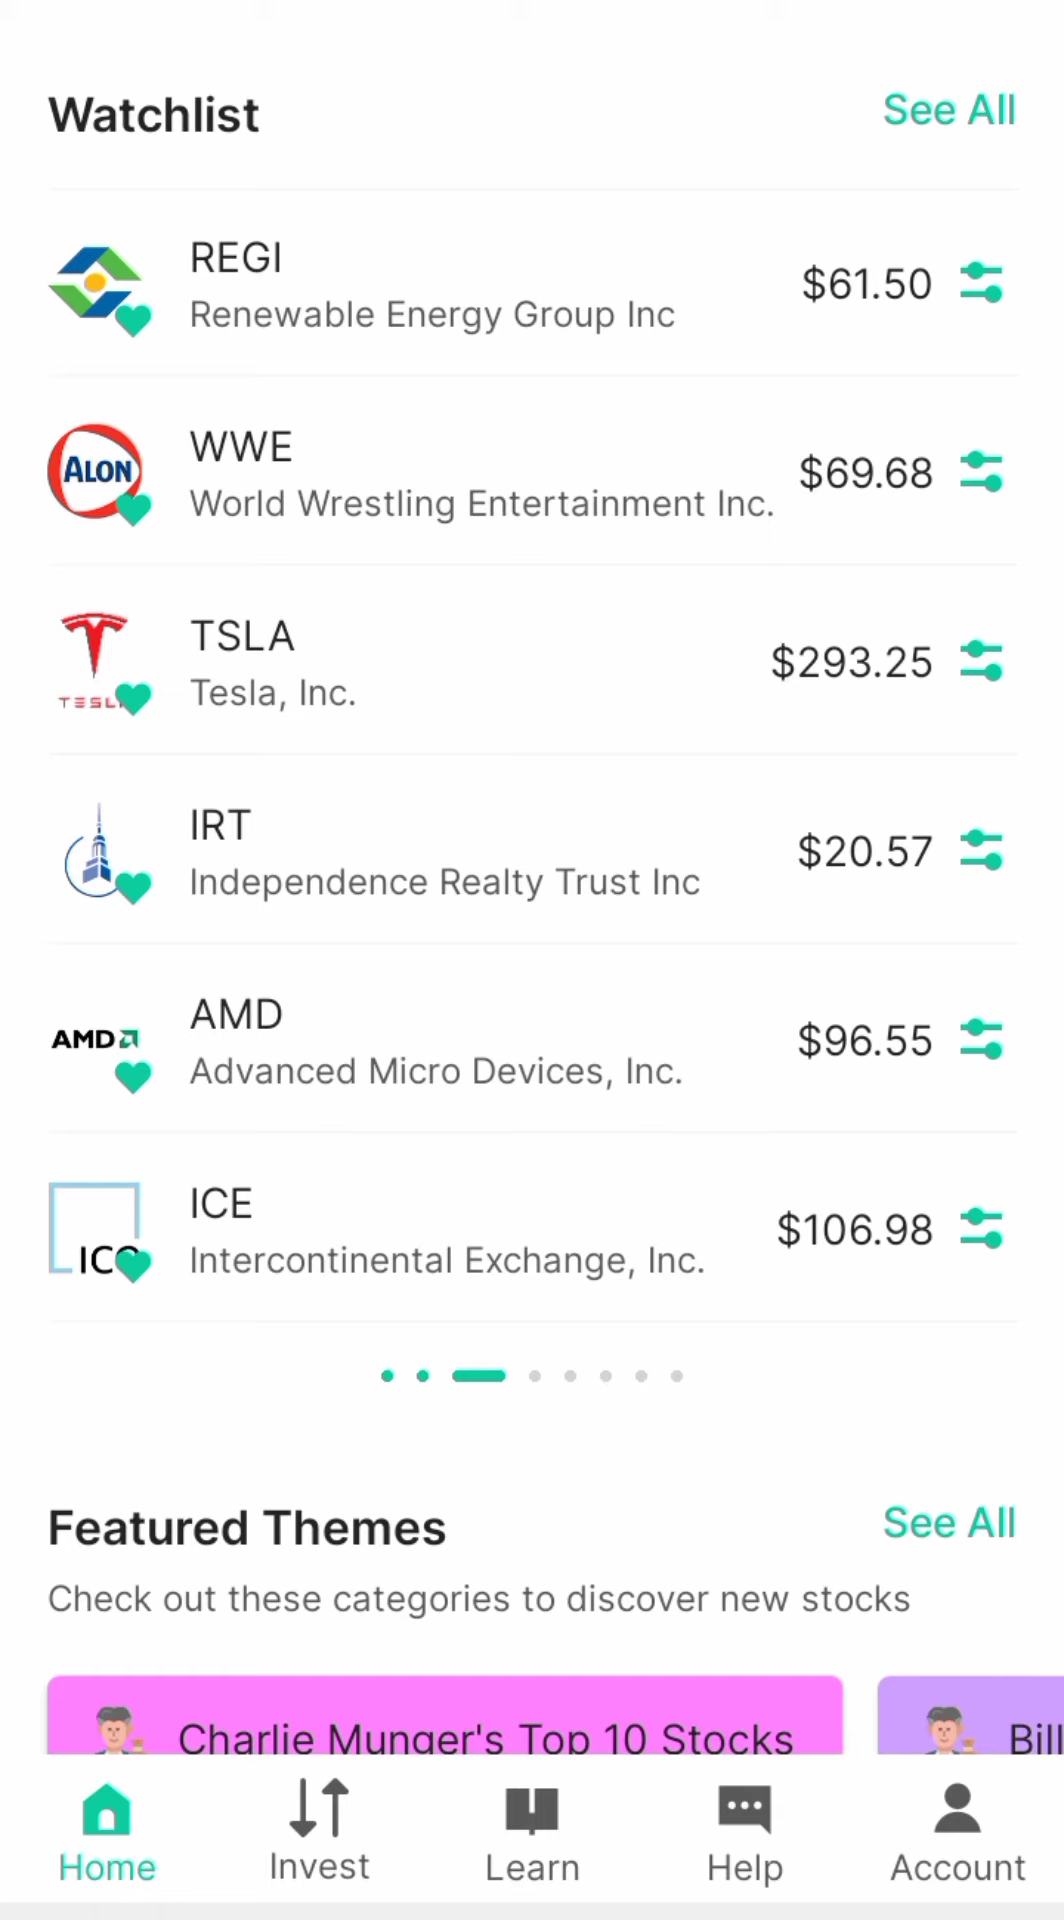 Watchlist
See All
REGI
Renewable Energy Group Inc
$61.50
ALON
WWE
World Wrestling Entertainment Inc.
$69.68
TSLA
Tesla, Inc.
$293.25
IRT
Independence Realty Trust Inc
$20.57
AMD
AMD
Advanced Micro Devices, Inc.
$96.55
ICE
Intercontinental Exchange, Inc.
$106.98
Featured Themes
See All
Check out these categories to discover new stocks
Charlie Munger's Top 10 Stocks
Bill
Home
Invest
Learn
Help
Account